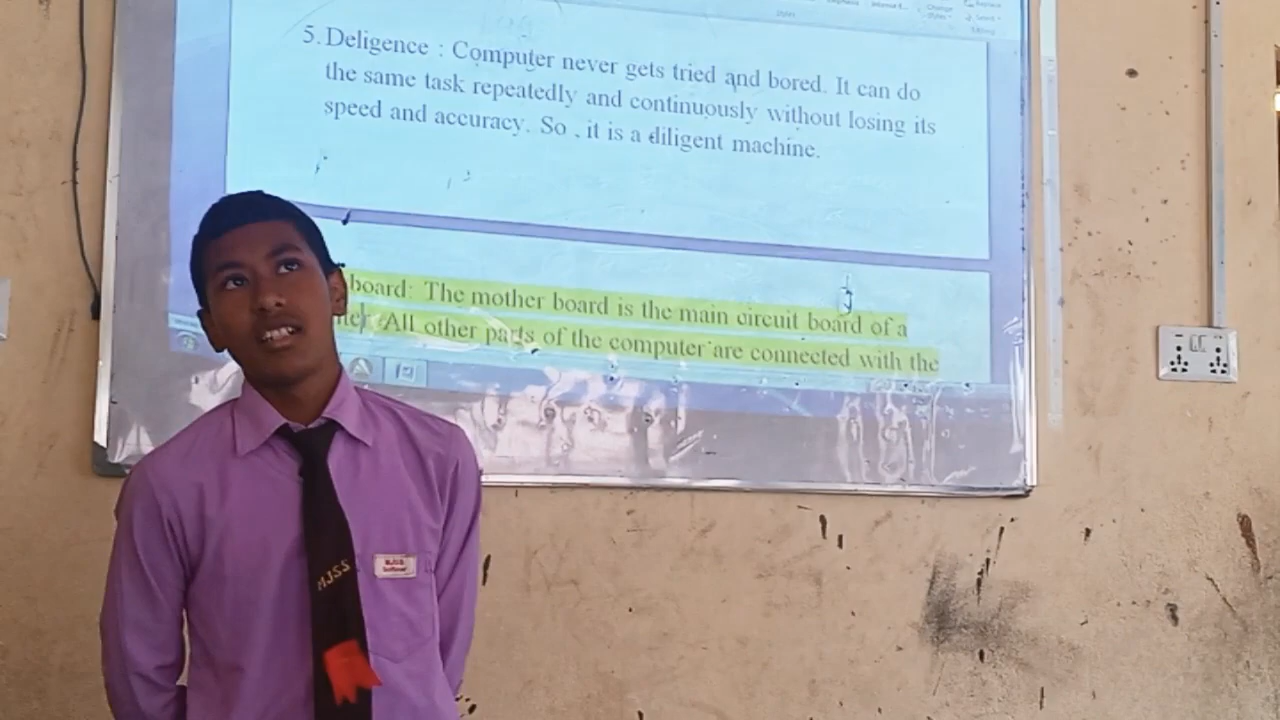 5. Deligence : Computer never gets tried and bored. It can do
the same task repeatedly and continuously without losing its
speed and accuracy. So , it is a diligent machine.
board: The mother board is the main circuit board of a
All other parts of the computer are connected with the
MJSS